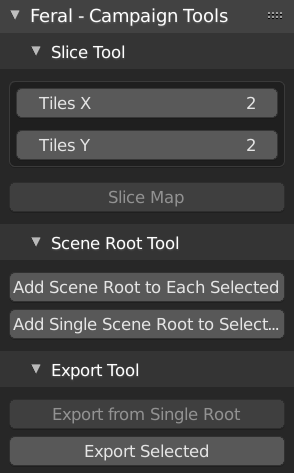 Feral - Campaign Tools
Slice Tool
Tiles X 2
Tiles Y 2
Slice Map
Scene Root Tool
Add Scene Root to Each Selected
Add Single Scene Root to Select...
Export Tool
Export from Single Root
Export Selected